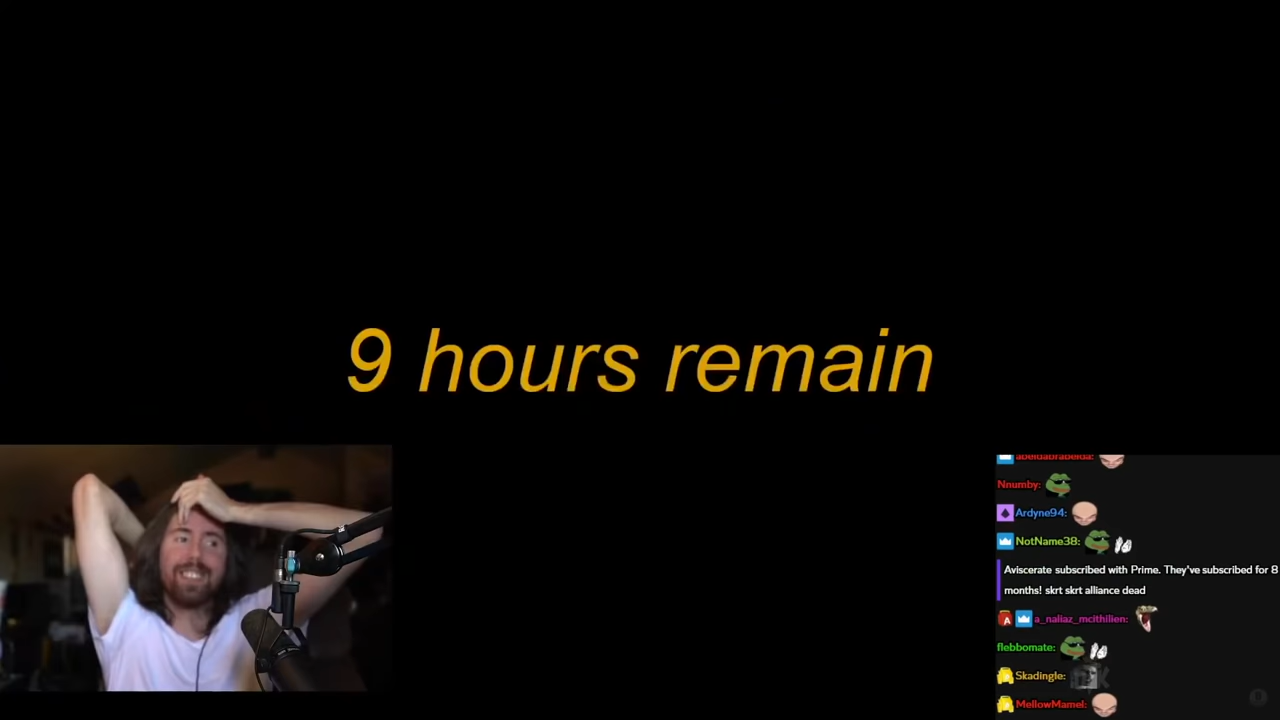 9 hours remain
abeldabrabelda:
Nnumby:
Ardyne94:
NotName38:
Aviscerate subscribed with Prime. They've subscribed for 8
months! skrt skrt alliance dead
A a_naliaz_mcithilien:
flebbomate:
Skadingle:
MellowMamel: